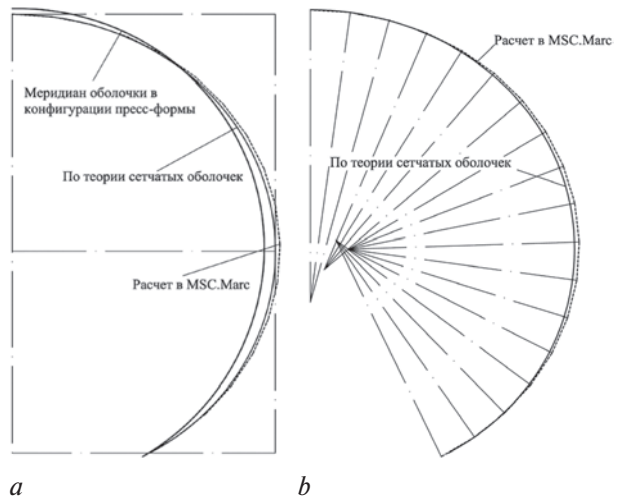 Меридиан оболочки в
конфигурации пресс-формы
По теории сетчатых оболочек
Расчет в MSC.Marc
Расчет в MSC.Marc
По теории сетчатых оболочек
a
b